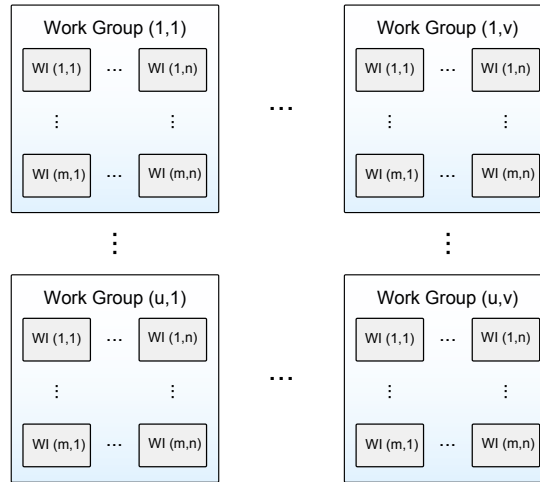 Work Group (1,1) Work Group (1,v)
WI (1,1) ... WI (1,n) WI (1,1) ... WI (1,n)
⋮ ⋮ ... ⋮ ⋮
WI (m,1) ... WI (m,n) WI (m,1) ... WI (m,n)
⋮ ⋮
Work Group (u,1) Work Group (u,v)
WI (1,1) ... WI (1,n) WI (1,1) ... WI (1,n)
⋮ ⋮ ... ⋮ ⋮
WI (m,1) ... WI (m,n) WI (m,1) ... WI (m,n)